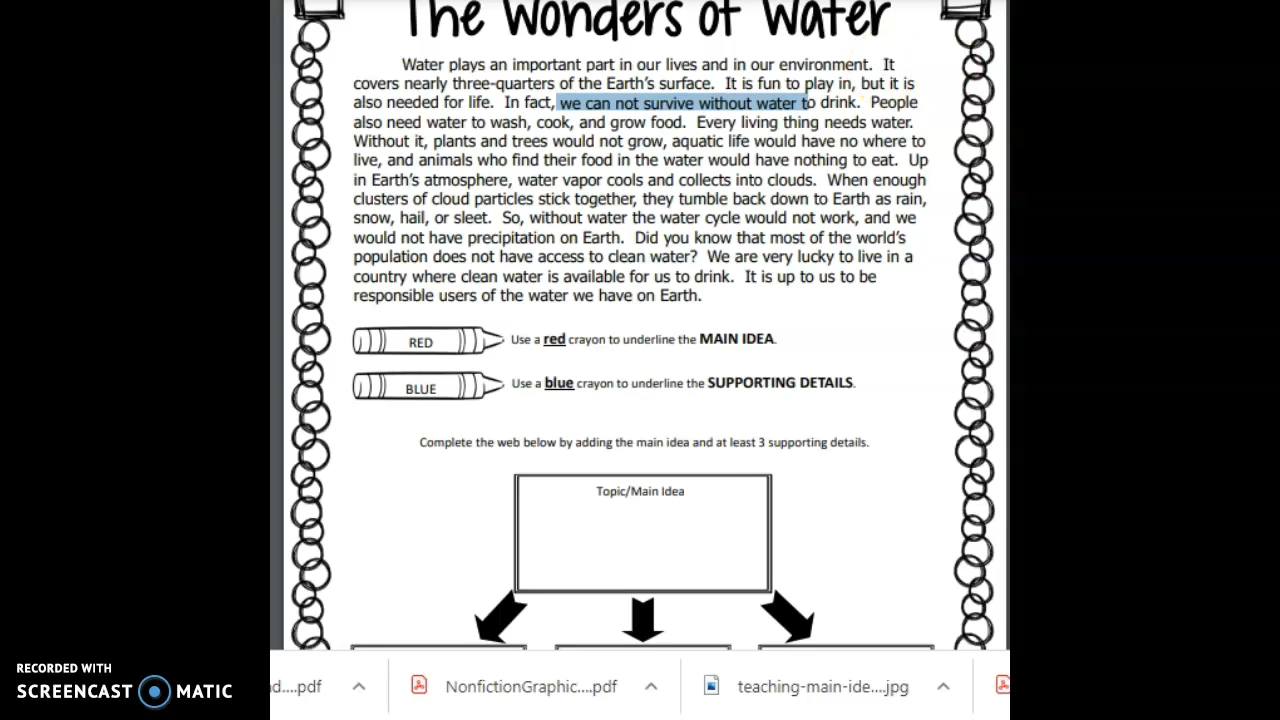 The Wonders of Water
Water plays an important part in our lives and in our environment. It
covers nearly three-quarters of the Earth's surface. It is fun to play in, but it is
also needed for life. In fact, we can not survive without water to drink. People
also need water to wash, cook, and grow food. Every living thing needs water.
Without it, plants and trees would not grow, aquatic life would have no where to
live, and animals who find their food in the water would have nothing to eat. Up
in Earth's atmosphere, water vapor cools and collects into clouds. When enough
clusters of cloud particles stick together, they tumble back down to Earth as rain,
snow, hail, or sleet. So, without water the water cycle would not work, and we
would not have precipitation on Earth. Did you know that most of the world's
population does not have access to clean water? We are very lucky to live in a
country where clean water is available for us to drink. It is up to us to be
responsible users of the water we have on Earth.
RED Use a red crayon to underline the MAIN IDEA.
BLUE Use a blue crayon to underline the SUPPORTING DETAILS.
Complete the web below by adding the main idea and at least 3 supporting details.
Topic/Main Idea
RECORDED WITH
SCREENCAST MATIC
d....pdf NonfictionGraphic....pdf teaching-main-ide....jpg